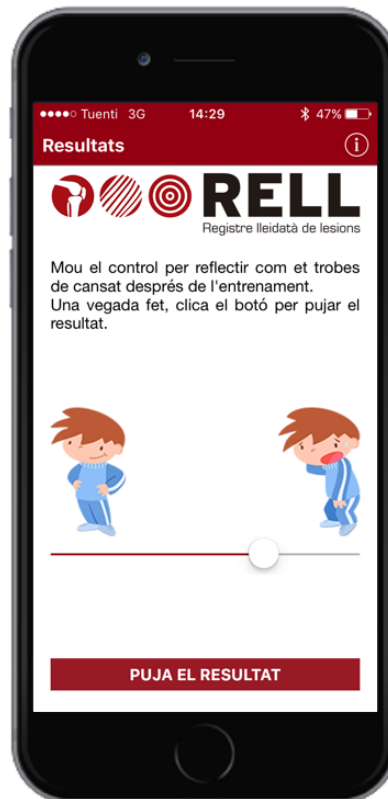 Tuenti 3G 14:29 47%
Resultats
RELL
Registre lleidatà de lesions
Mou el control per reflectir com et trobes
de cansat després de l'entrenament.
Una vegada fet, clica el botó per pujar el
resultat.
PUJA EL RESULTAT